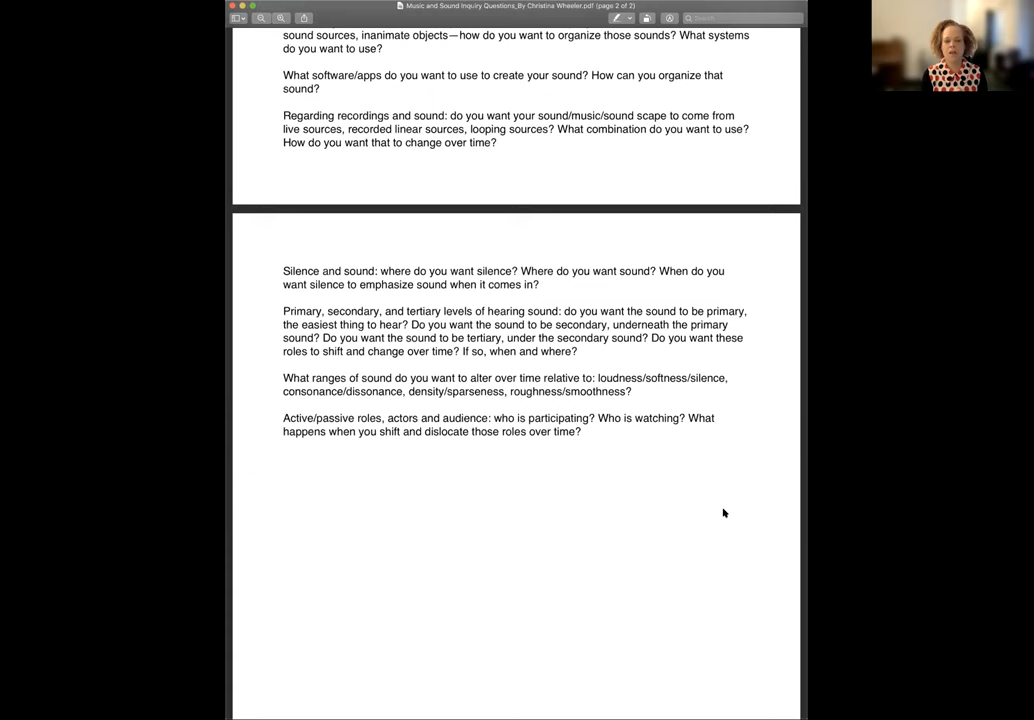 Music and Sound Inquiry Questions_By Christina Wheeler.pdf (page 2 of 2)
Search
sound sources, inanimate objects—how do you want to organize those sounds? What systems
do you want to use?
What software/apps do you want to use to create your sound? How can you organize that
sound?
Regarding recordings and sound: do you want your sound/music/sound scape to come from
live sources, recorded linear sources, looping sources? What combination do you want to use?
How do you want that to change over time?
Silence and sound: where do you want silence? Where do you want sound? When do you
want silence to emphasize sound when it comes in?
Primary, secondary, and tertiary levels of hearing sound: do you want the sound to be primary,
the easiest thing to hear? Do you want the sound to be secondary, underneath the primary
sound? Do you want the sound to be tertiary, under the secondary sound? Do you want these
roles to shift and change over time? If so, when and where?
What ranges of sound do you want to alter over time relative to: loudness/softness/silence,
consonance/dissonance, density/sparseness, roughness/smoothness?
Active/passive roles, actors and audience: who is participating? Who is watching? What
happens when you shift and dislocate those roles over time?